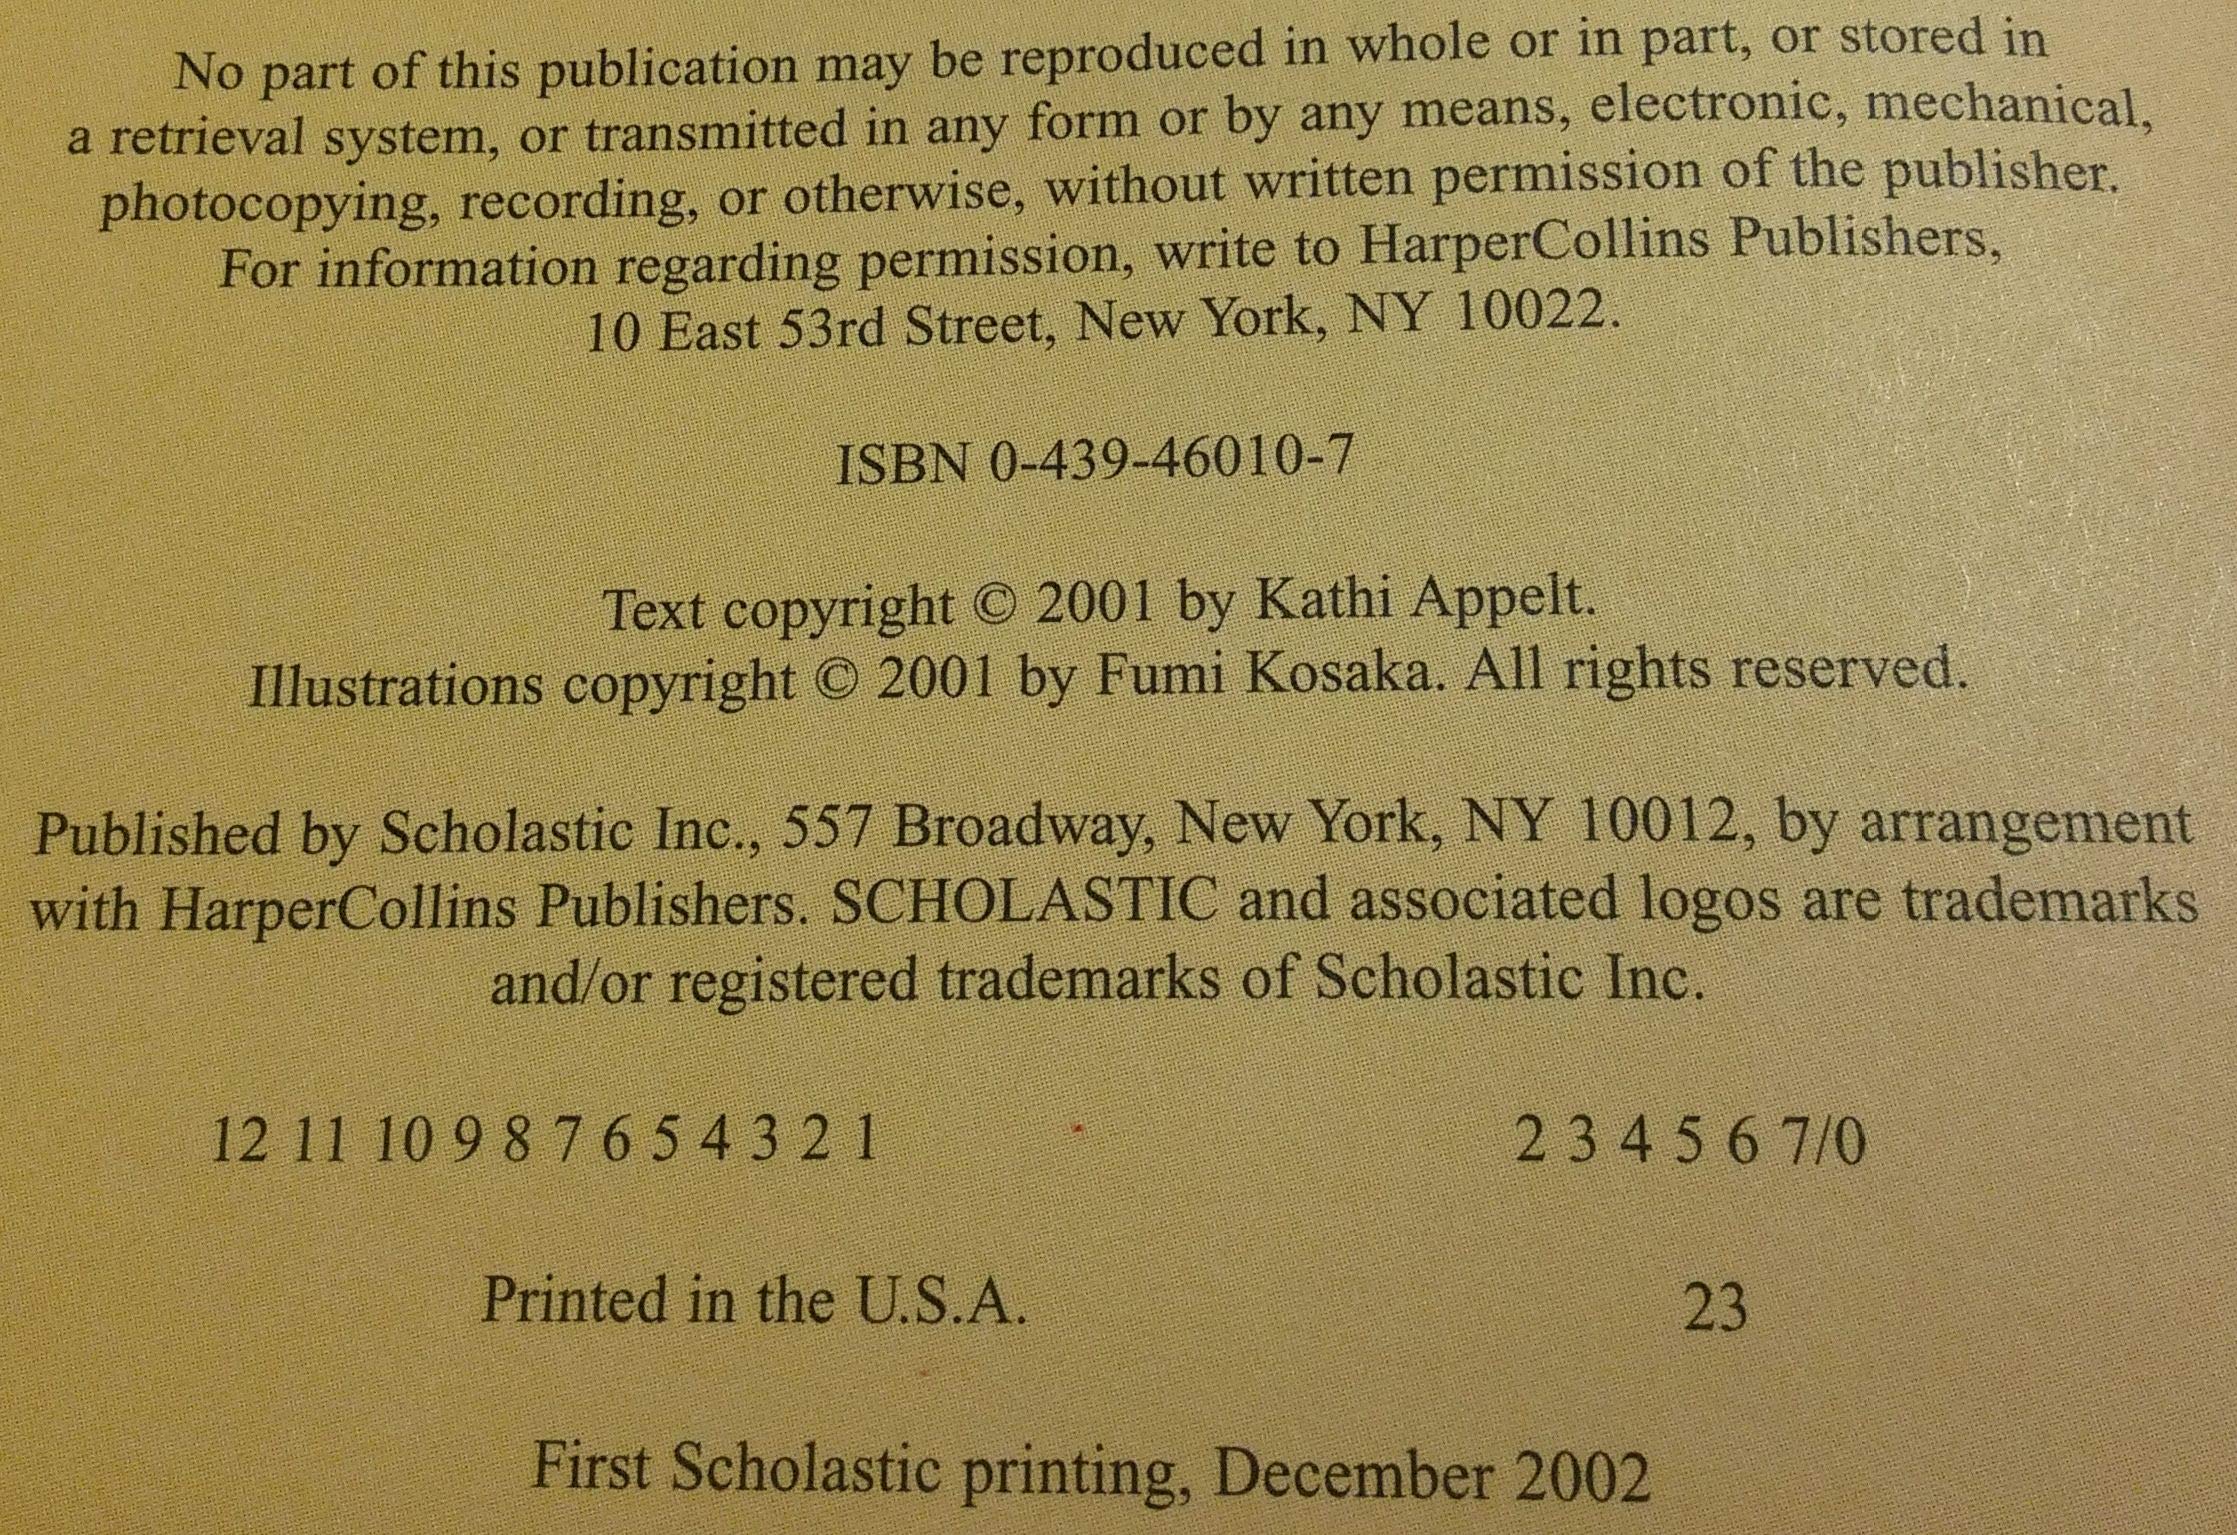 No part of this publication may be reproduced in whole or in part, or stored in
a retrieval system, or transmitted in any form or by any means, electronic, mechanical,
photocopying, recording, or otherwise, without written permission of the publisher.
For information regarding permission, write to HarperCollins Publishers,
10 East 53rd Street, New York, NY 10022.
ISBN 0-439-46010-7
Text copyright © 2001 by Kathi Appelt.
Illustrations copyright © 2001 by Fumi Kosaka. All rights reserved.
Published by Scholastic Inc., 557 Broadway, New York, NY 10012, by arrangement
with HarperCollins Publishers. SCHOLASTIC and associated logos are trademarks
and/or registered trademarks of Scholastic Inc.
12 11 10 9 8 7 6 5 4 3 2 1 2 3 4 5 6 7/0
Printed in the U.S.A. 23
First Scholastic printing, December 2002